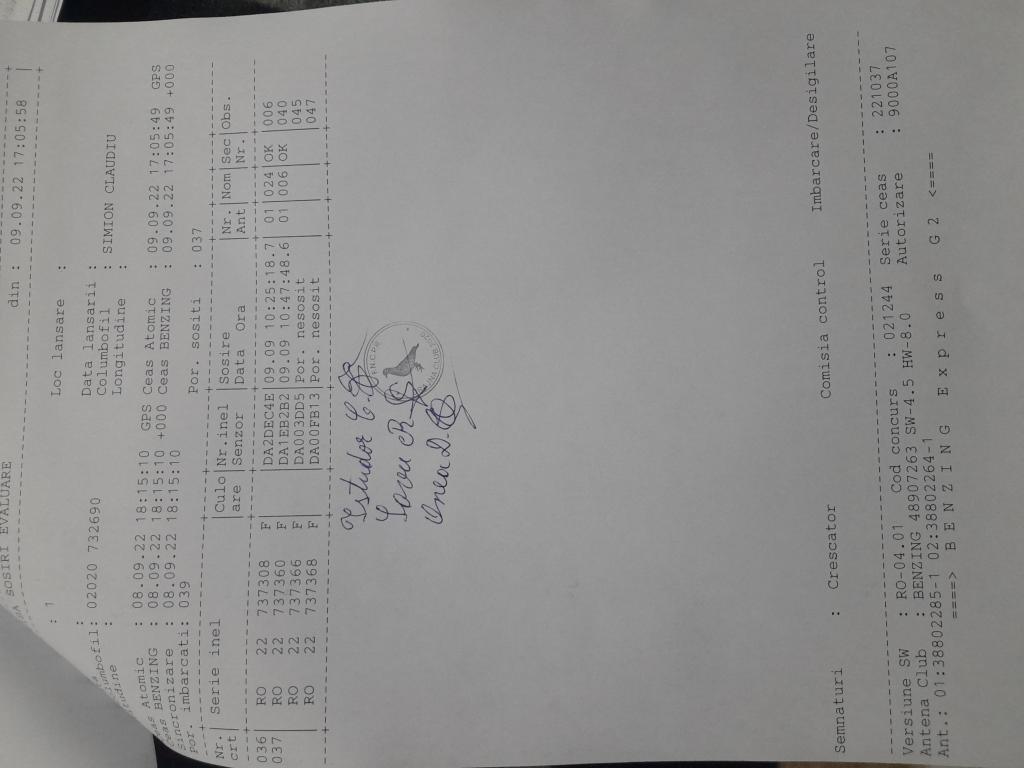 SOSIRI EVALUARE
din : 09.09.22 17:05:58
: 1 Loc lansare :
: Data lansarii :
: 02020 732690 Columbofil : SIMION CLAUDIU
: Longitudine :
Ceas Atomic : 08.09.22 18:15:10 GPS Ceas Atomic : 09.09.22 17:05:49 GPS
Ceas BENZING : 08.09.22 18:15:10 +000 Ceas BENZING : 09.09.22 17:05:49 +000
Sincronizare : 08.09.22 18:15:10
Por. imbarcati: 039 Por. sositi : 037
Nr| Serie inel |Culo|Nr.inel |Sosire |Nr.|Nom|Sec|Obs.
crt| |are |Senzor |Data Ora |Ant| |Nr.|
036 RO 22 737308 F |DA2DEC4E|09.09 10:25:18.7| 01|024|OK |006
037 RO 22 737360 F |DA1EB2B2|09.09 10:47:48.6| 01|006|OK |040
RO 22 737366 F |DA003DD5|Por. nesosit |045
RO 22 737368 F |DA00FB13|Por. nesosit |047
Semnaturi : Crescator Comisia control Imbarcare/Desigilare
Versiune SW : RO-04.01 Cod concurs : 021244 Serie ceas : 221037
Antena Club : BENZING 48907263 SW-4.5 HW-8.0 Autorizare : 9000A107
Ant.: 01:38802285-1 02:38802264-1
====> B E N Z I N G E x p r e s s G 2 <====